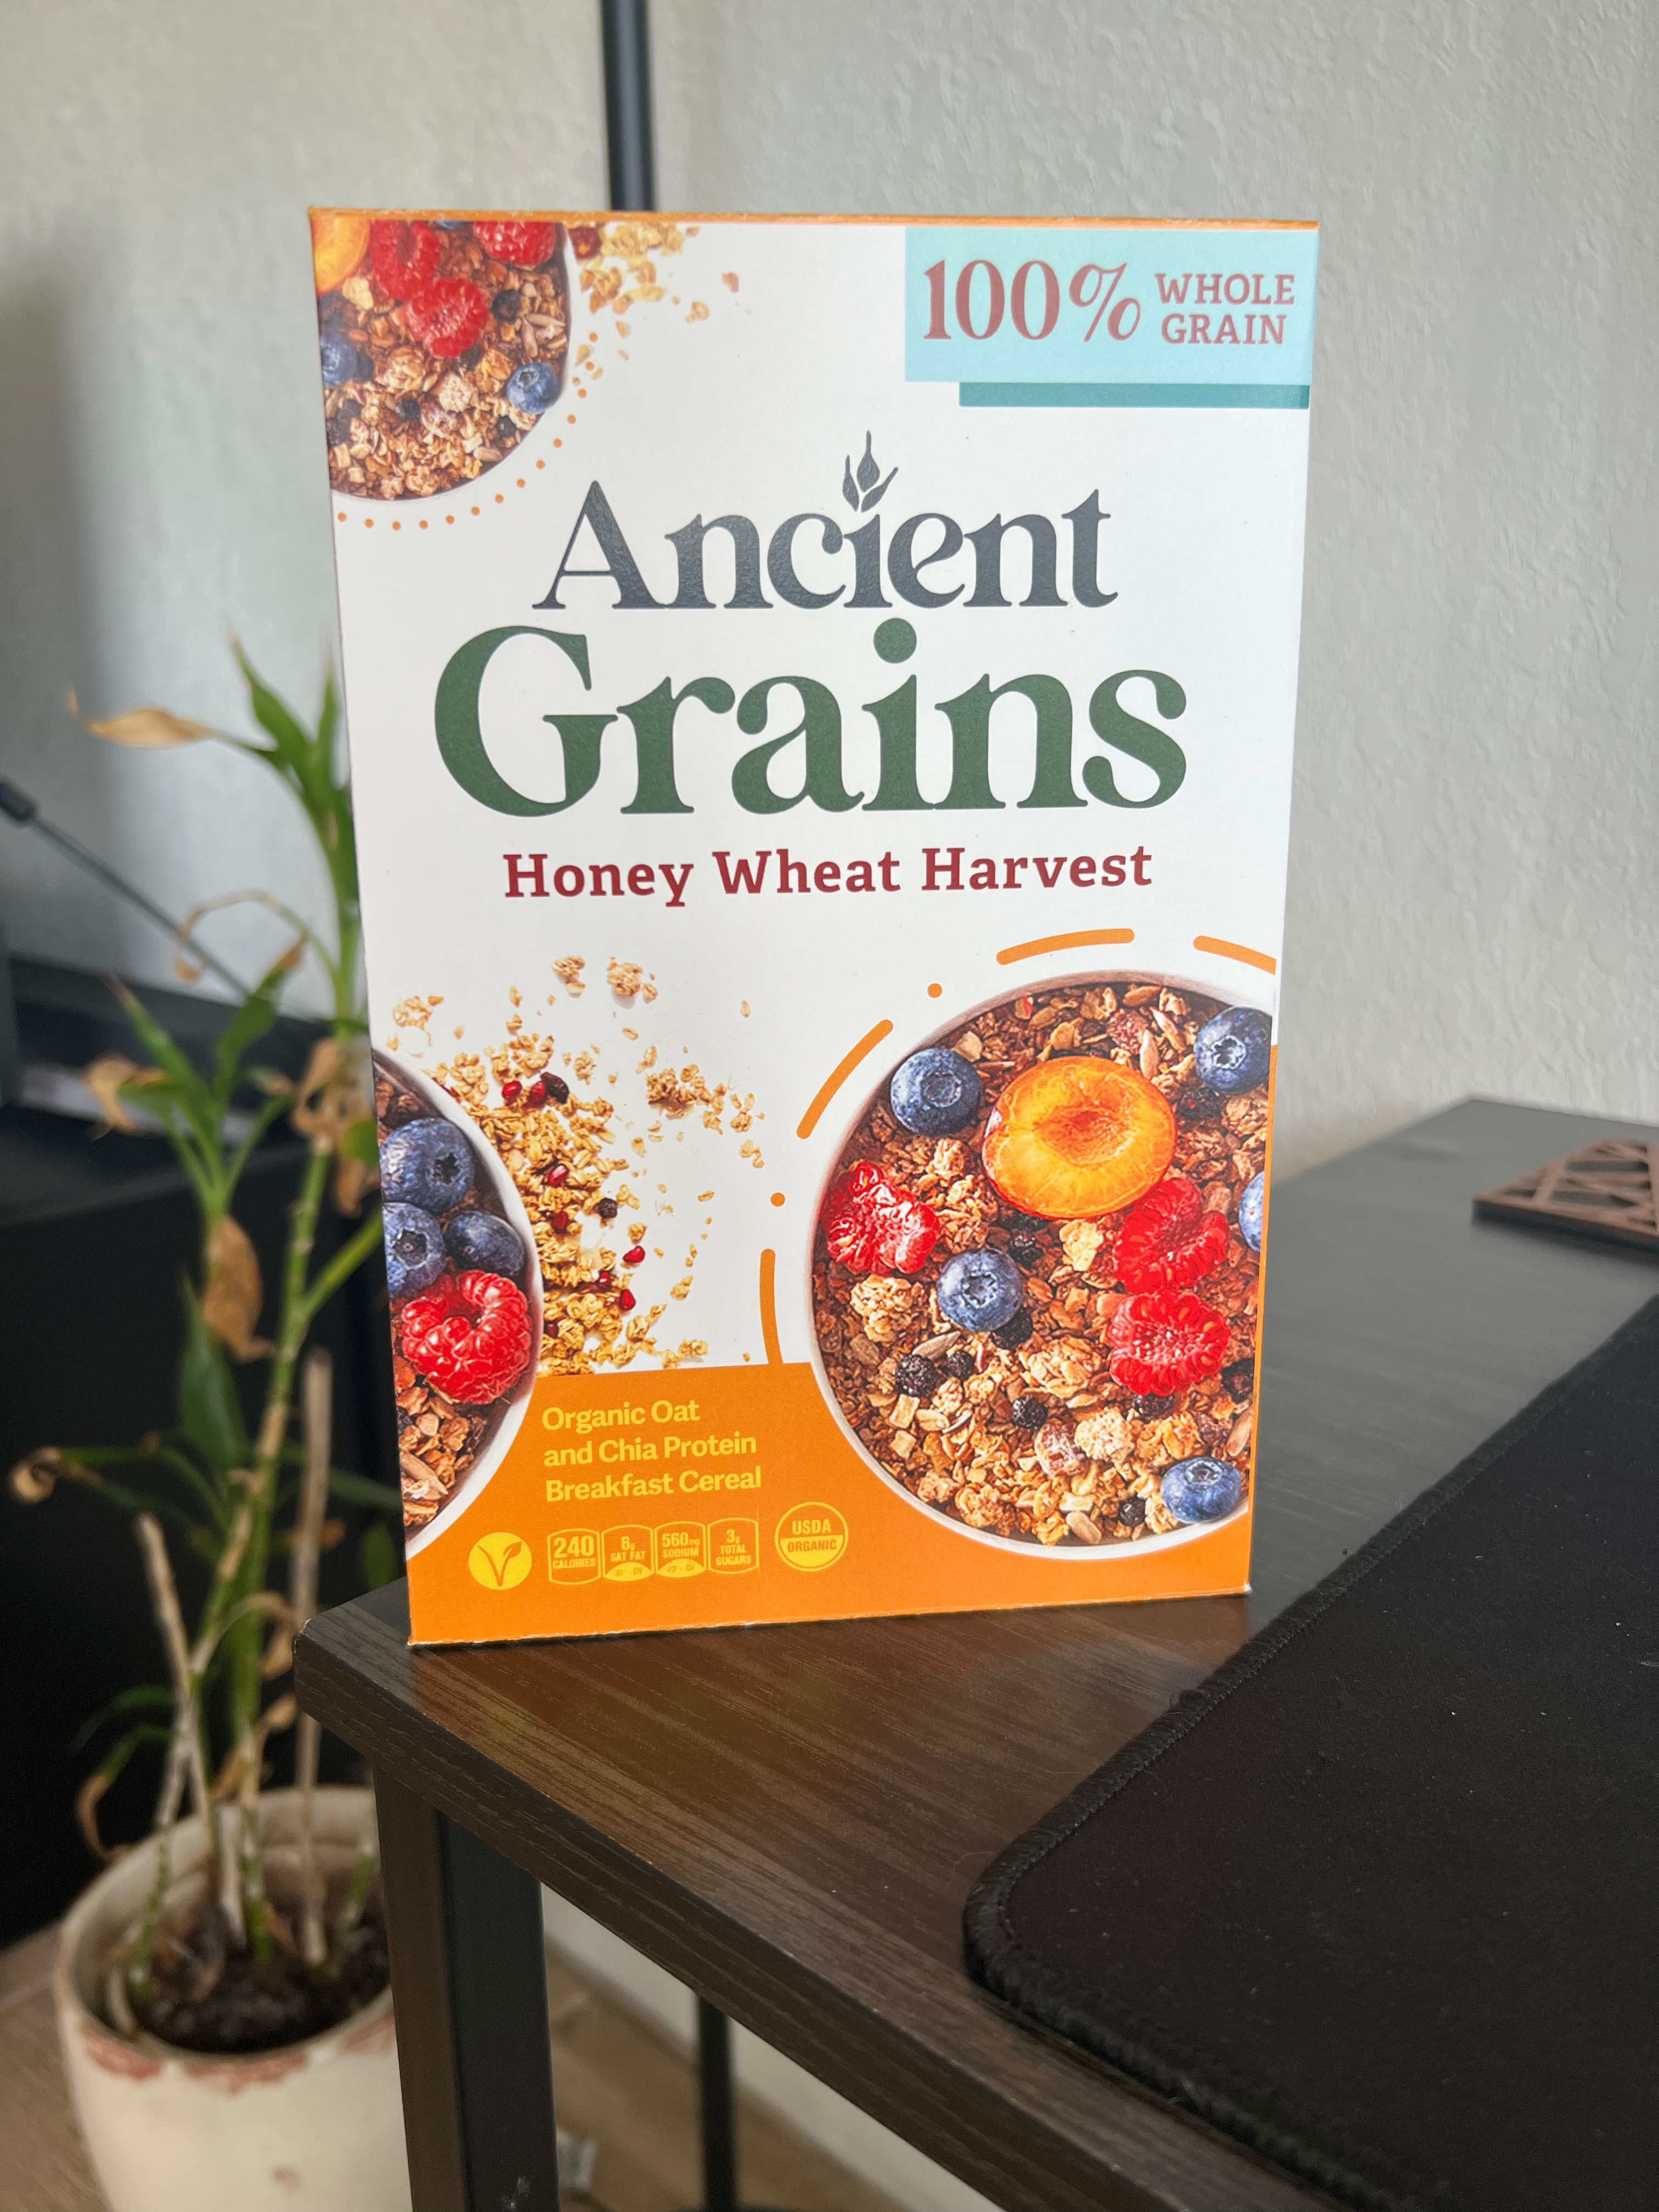 100% WHOLE
GRAIN
Ancient
Grains
Honey Wheat Harvest
Organic Oat
and Chia Protein
Breakfast Cereal
V
240
CALORIES
6g
SAT FAT
560mg
SODIUM
3g
TOTAL
SUGARS
USDA
ORGANIC